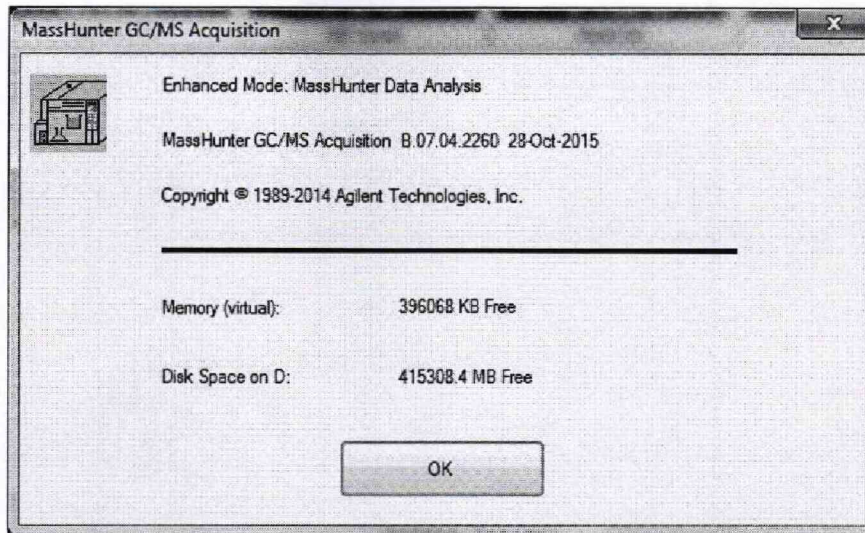 MassHunter GC/MS Acquisition
Enhanced Mode: MassHunter Data Analysis
MassHunter GC/MS Acquisition B.07.04.2260 28-Oct-2015
Copyright © 1989-2014 Agilent Technologies, Inc.
Memory (virtual): 396068 KB Free
Disk Space on D: 415308.4 MB Free
OK